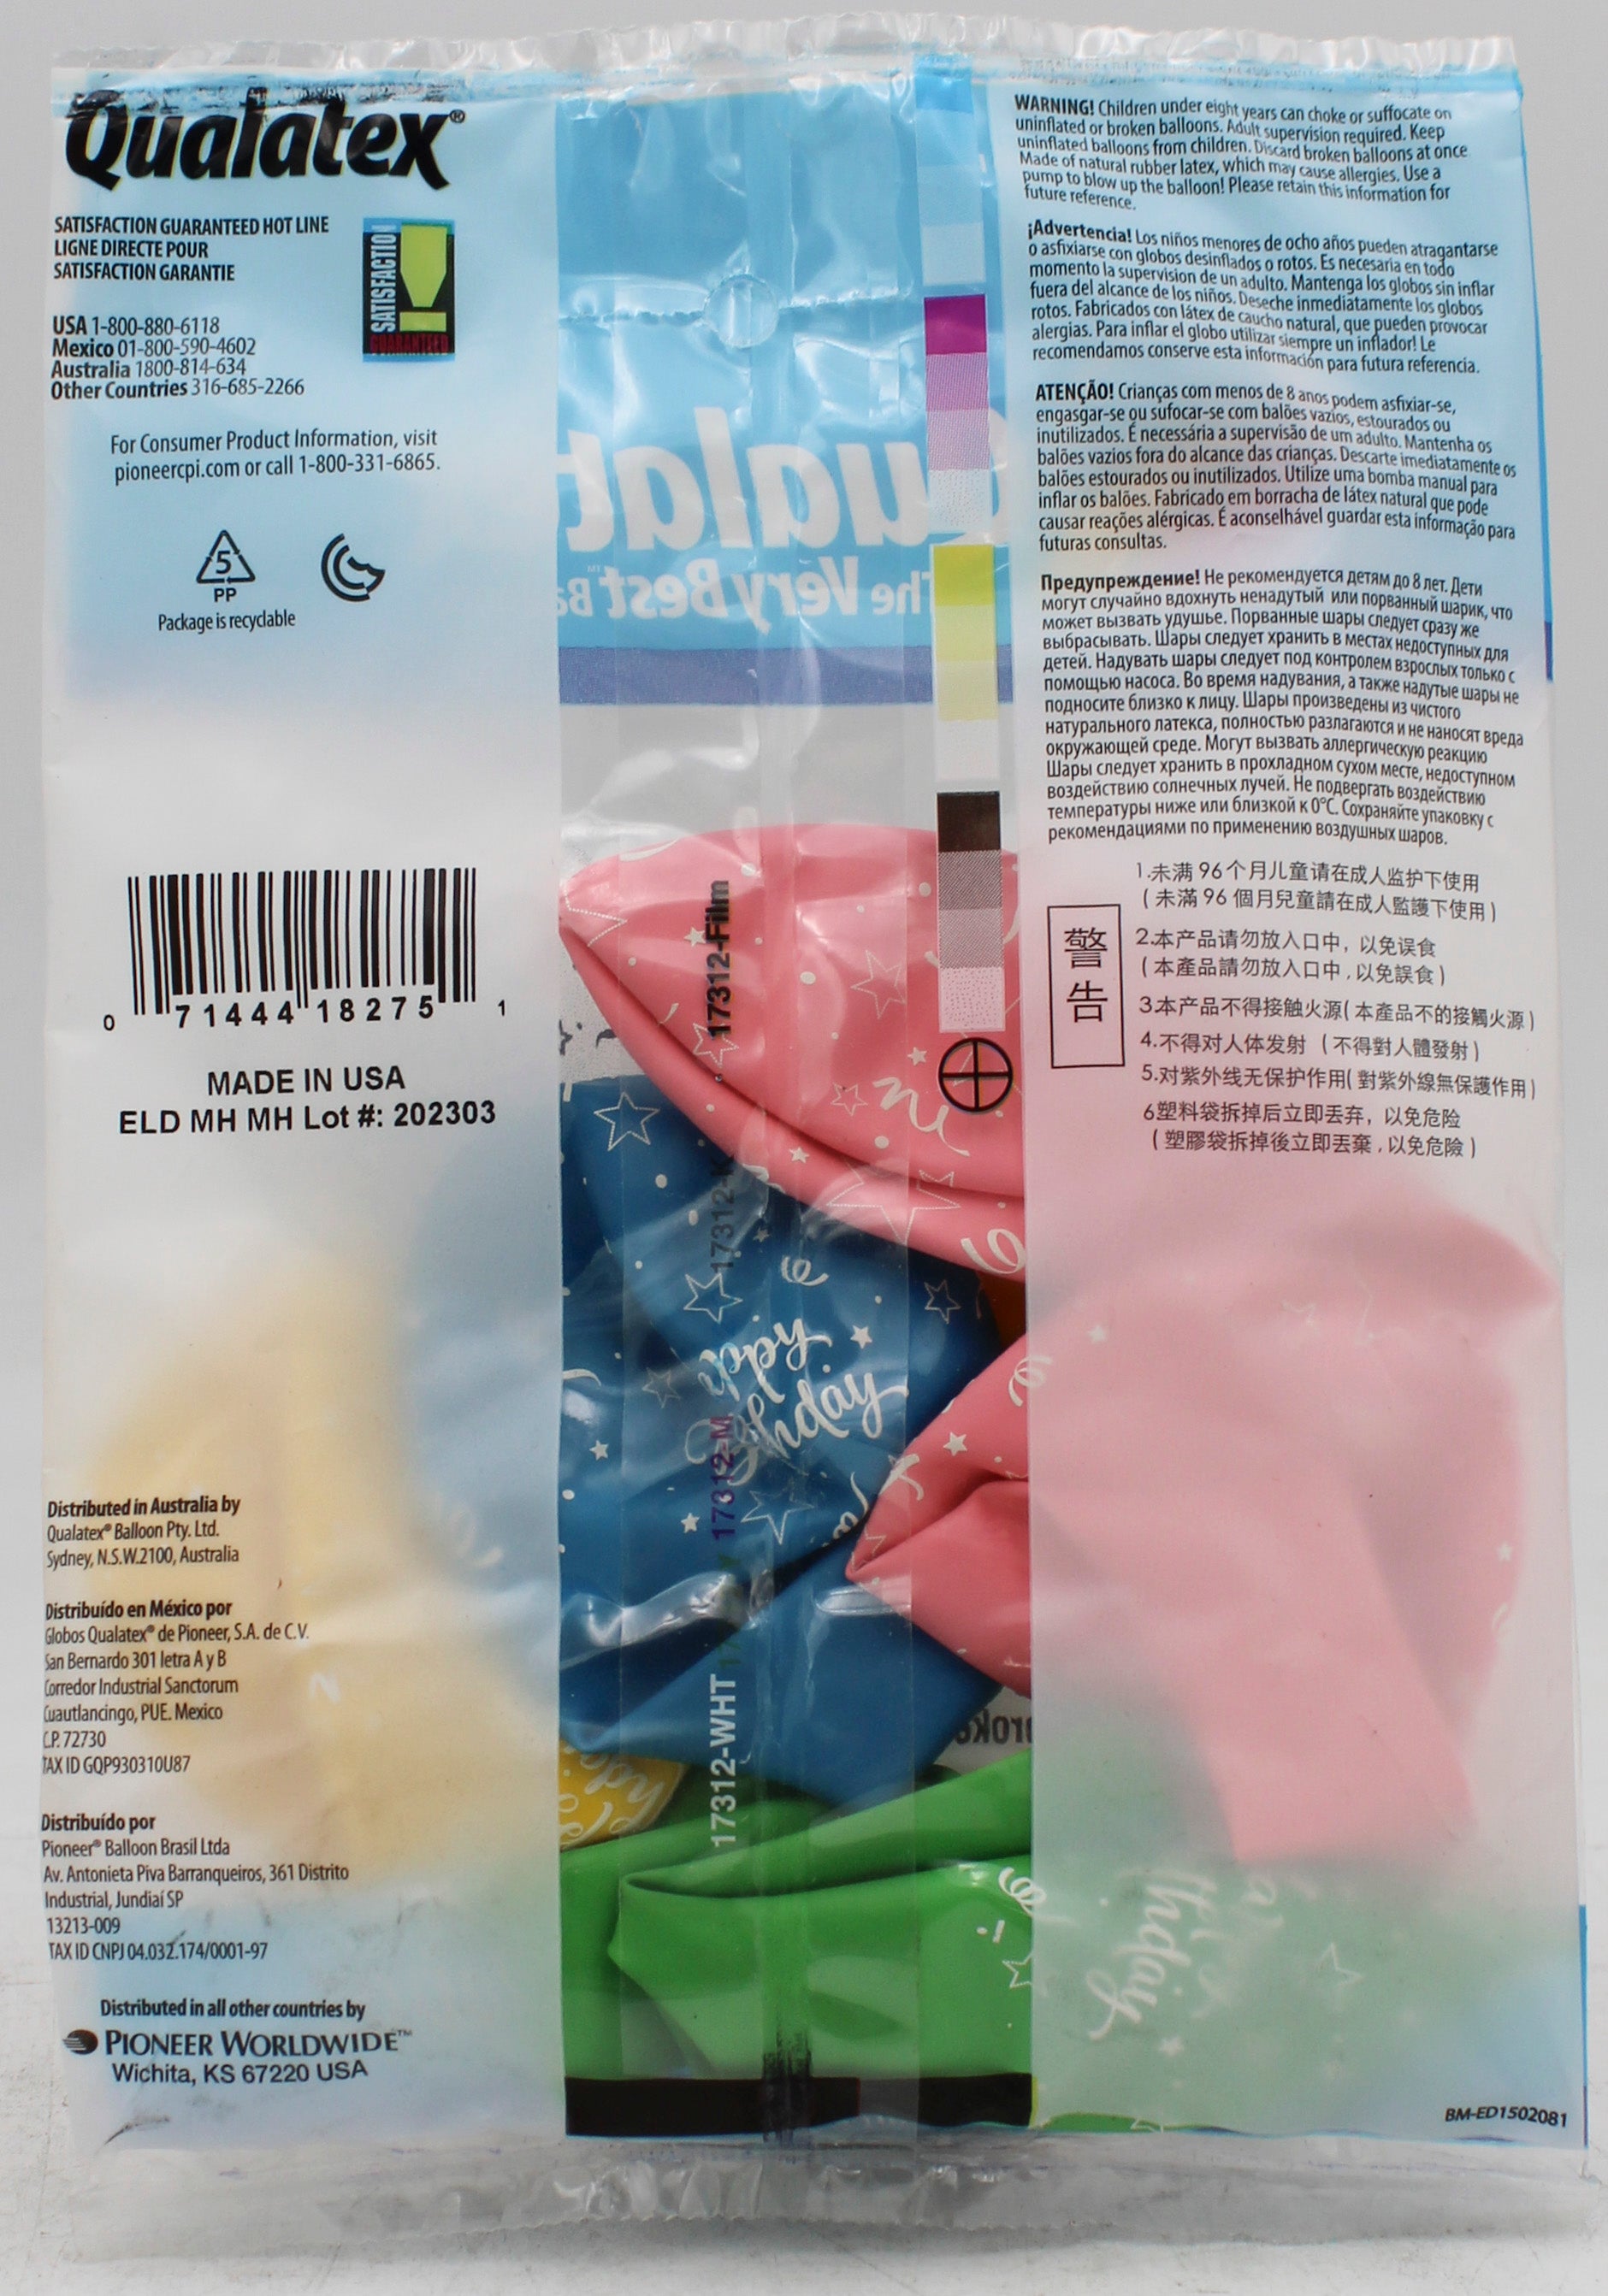 Qualatex®
SATISFACTION GUARANTEED HOT LINE
LIGNE DIRECTE POUR
SATISFACTION GARANTIE
SATISFACTION
GUARANTEED
USA 1-800-880-6118
Mexico 01-800-590-4602
Australia 1800-814-634
Other Countries 316-685-2266
For Consumer Product Information, visit
pioneercpi.com or call 1-800-331-6865.
5
PP
Package is recyclable
0 71444 18275 1
MADE IN USA
ELD MH MH Lot #: 202303
Distributed in Australia by
Qualatex® Balloon Pty. Ltd.
Sydney, N.S.W.2100, Australia
Distribuído en México por
Globos Qualatex® de Pioneer, S.A. de C.V.
San Bernardo 301 letra A y B
Corredor Industrial Sanctorum
Cuautlancingo, PUE. Mexico
C.P. 72730
TAX ID GQP930310U87
Distribuído por
Pioneer® Balloon Brasil Ltda
Av. Antonieta Piva Barranqueiros, 361 Distrito
Industrial, Jundiaí SP
13213-009
TAX ID CNPJ 04.032.174/0001-97
Distributed in all other countries by
PIONEER WORLDWIDE™
Wichita, KS 67220 USA
Qualat
The Very Best Ba
17312-Film
17312-K
17312-M
17312-WHT
ppy
hday
WARNING! Children under eight years can choke or suffocate on
uninflated or broken balloons. Adult supervision required. Keep
uninflated balloons from children. Discard broken balloons at once
Made of natural rubber latex, which may cause allergies. Use a
pump to blow up the balloon! Please retain this information for
future reference.
¡Advertencia! Los niños menores de ocho años pueden atragantarse
o asfixiarse con globos desinflados o rotos. Es necesaria en todo
momento la supervision de un adulto. Mantenga los globos sin inflar
fuera del alcance de los niños. Deseche inmediatamente los globos
rotos. Fabricados con látex de caucho natural, que pueden provocar
alergias. Para inflar el globo utilizar siempre un inflador! Le
recomendamos conserve esta información para futura referencia.
ATENÇÃO! Crianças com menos de 8 anos podem asfixiar-se,
engasgar-se ou sufocar-se com balões vazios, estourados ou
inutilizados. É necessária a supervisão de um adulto. Mantenha os
balões vazios fora do alcance das crianças. Descarte imediatamente os
balões estourados ou inutilizados. Utilize uma bomba manual para
inflar os balões. Fabricado em borracha de látex natural que pode
causar reações alérgicas. É aconselhável guardar esta informação para
futuras consultas.
Предупреждение! Не рекомендуется детям до 8 лет. Дети
могут случайно вдохнуть ненадутый или порванный шарик, что
может вызвать удушье. Порванные шары следует сразу же
выбрасывать. Шары следует хранить в местах недоступных для
детей. Надувать шары следует под контролем взрослых только с
помощью насоса. Во время надувания, а также надутые шары не
подносите близко к лицу. Шары произведены из чистого
натурального латекса, полностью разлагаются и не наносят вреда
окружающей среде. Могут вызвать аллергическую реакцию
Шары следует хранить в прохладном сухом месте, недоступном
воздействию солнечных лучей. Не подвергать воздействию
температуры ниже или близкой к 0°C. Сохраняйте упаковку с
рекомендациями по применению воздушных шаров.
警告
1.未满 96个月儿童请在成人监护下使用
(未滿 96 個月兒童請在成人監護下使用)
2.本产品请勿放入口中，以免误食
(本產品請勿放入口中,以免誤食)
3.本产品不得接触火源(本產品不的接觸火源)
4.不得对人体发射 (不得對人體發射)
5.对紫外线无保护作用(對紫外線無保護作用)
6塑料袋拆掉后立即丢弃，以免危险
(塑膠袋拆掉後立即丟棄,以免危險)
thday
BM-ED1502081